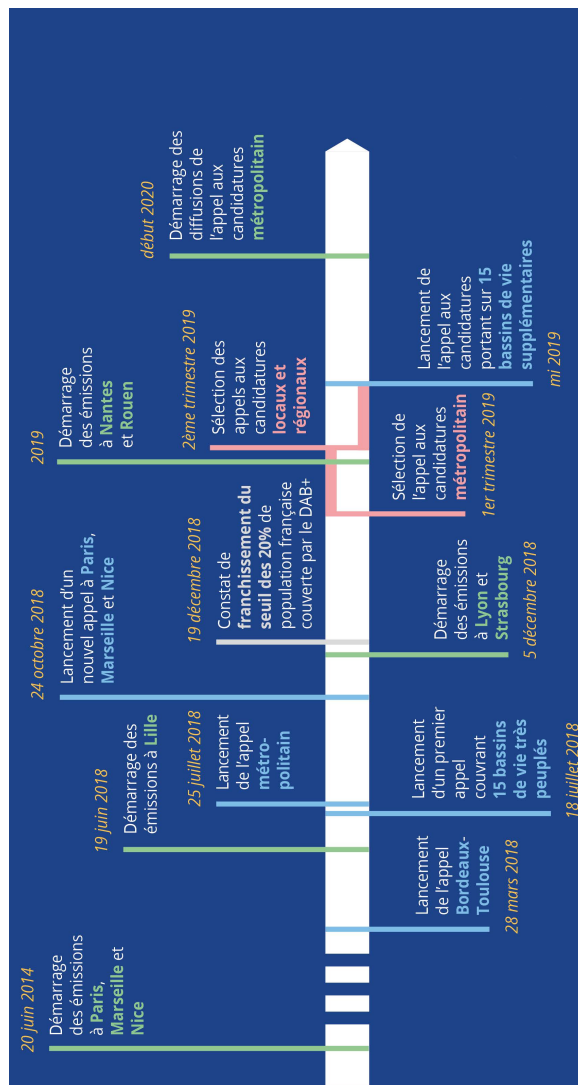 20 juin 2014
Démarrage
des émissions
à Paris,
Marseille et
Nice
28 mars 2018
Lancement
de l'appel
Bordeaux-
Toulouse
19 juin 2018
Démarrage des
émissions à Lille
18 juillet 2018
Lancement
d'un premier
appel
couvrant
15 bassins
de vie très
peuplés
25 juillet 2018
Lancement
de l'appel
métro-
politain
24 octobre 2018
Lancement d'un
nouvel appel à Paris,
Marseille et Nice
5 décembre 2018
Démarrage
des émissions
à Lyon et
Strasbourg
19 décembre 2018
Constat de
franchissement du
seuil des 20% de
population française
couverte par le DAB+
1er trimestre 2019
Sélection de
l'appel aux
candidatures
métropolitain
2019
Démarrage
des émissions
à Nantes
et Rouen
2ème trimestre 2019
Sélection des
appels aux
candidatures
locaux et
régionaux
mi 2019
Lancement de
l'appel aux
candidatures
portant sur 15
bassins de vie
supplémentaires
début 2020
Démarrage des
diffusions de
l'appel aux
candidatures
métropolitain